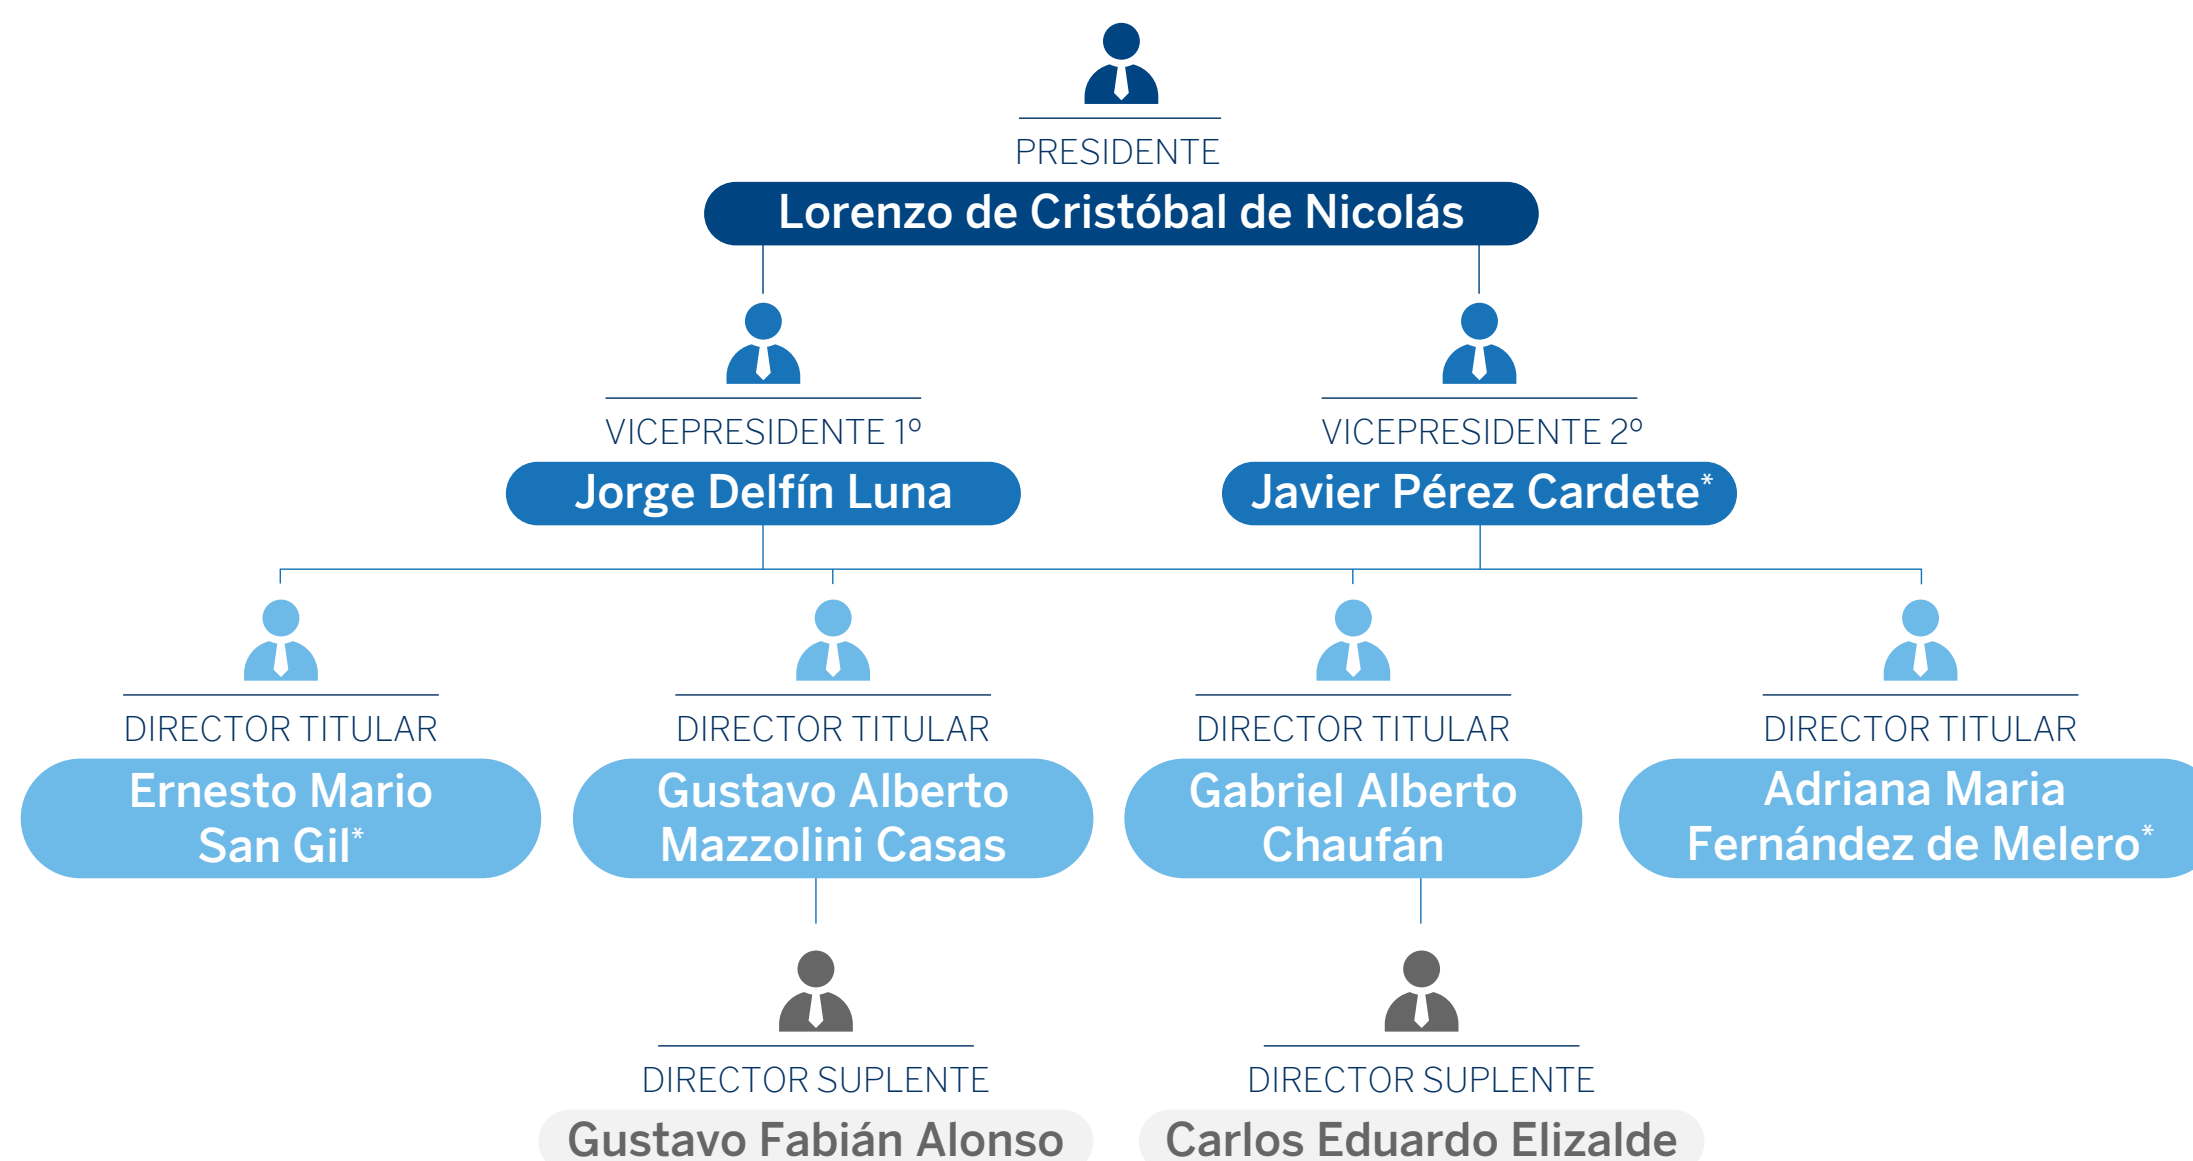 PRESIDENTE
Lorenzo de Cristóbal de Nicolás
VICEPRESIDENTE 1º
Jorge Delfín Luna
VICEPRESIDENTE 2º
Javier Pérez Cardete*
DIRECTOR TITULAR
Ernesto Mario
San Gil*
DIRECTOR TITULAR
Gustavo Alberto
Mazzolini Casas
DIRECTOR TITULAR
Gabriel Alberto
Chaufán
DIRECTOR TITULAR
Adriana Maria
Fernández de Melero*
DIRECTOR SUPLENTE
Gustavo Fabián Alonso
DIRECTOR SUPLENTE
Carlos Eduardo Elizalde